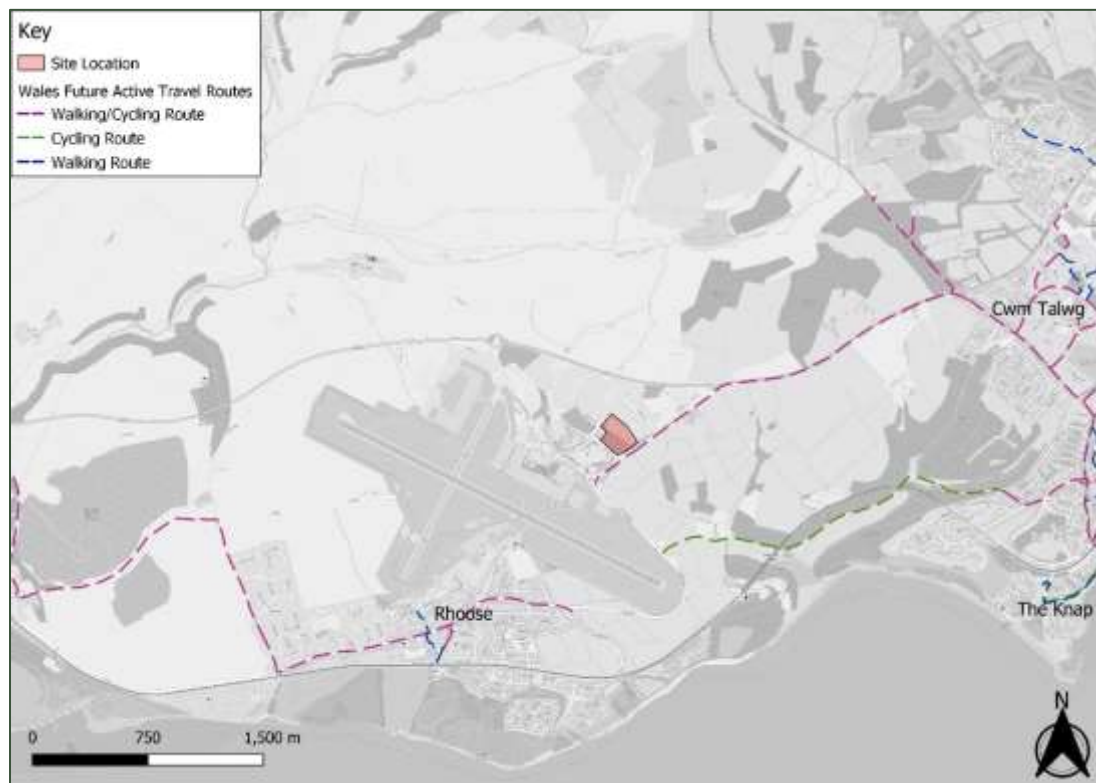 Key
Site Location
Wales Future Active Travel Routes
Walking/Cycling Route
Cycling Route
Walking Route
Cwm Talwg
Rhoose
The Knap
N
0 750 1,500 m